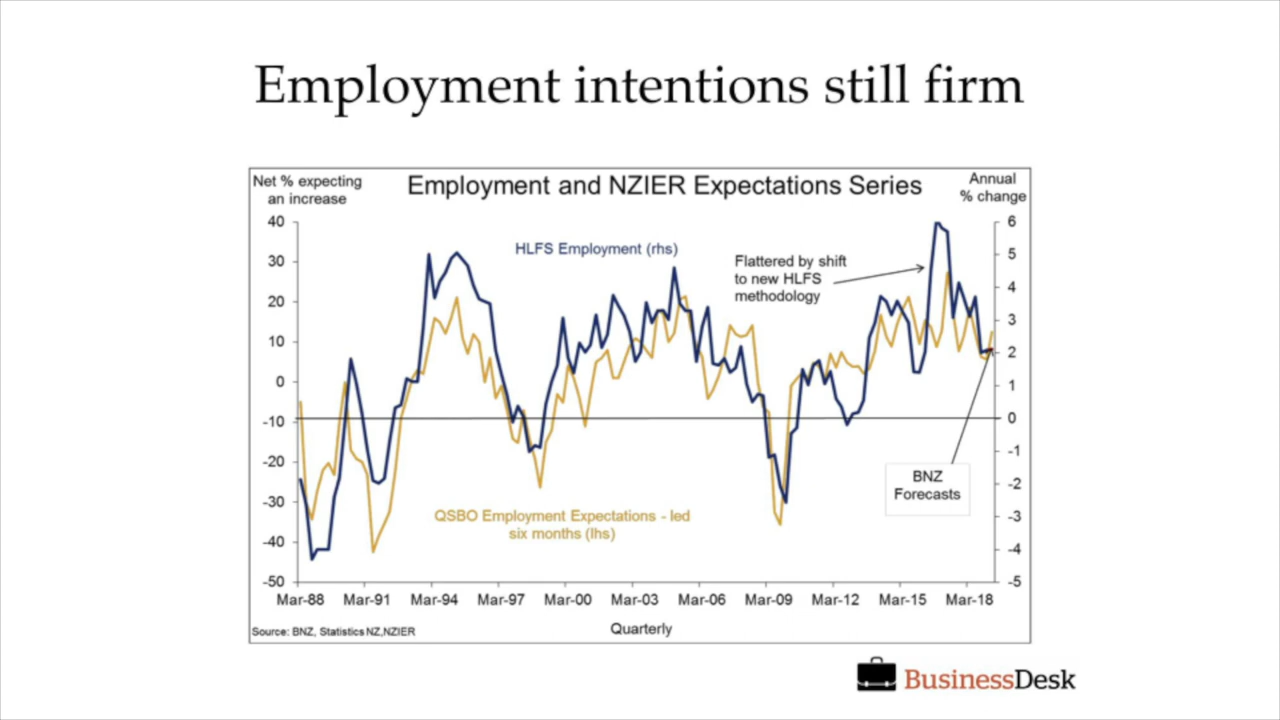 Employment intentions still firm
Net % expecting
an increase
Employment and NZIER Expectations Series
Annual
% change
40
30
20
10
0
-10
-20
-30
-40
-50
6
5
4
3
2
1
0
-1
-2
-3
-4
-5
HLFS Employment (rhs)
Flattered by shift
to new HLFS
methodology
BNZ
Forecasts
QSBO Employment Expectations - led
six months (lhs)
Mar-88 Mar-91 Mar-94 Mar-97 Mar-00 Mar-03 Mar-06 Mar-09 Mar-12 Mar-15 Mar-18
Source: BNZ, Statistics NZ,NZIER
Quarterly
BusinessDesk